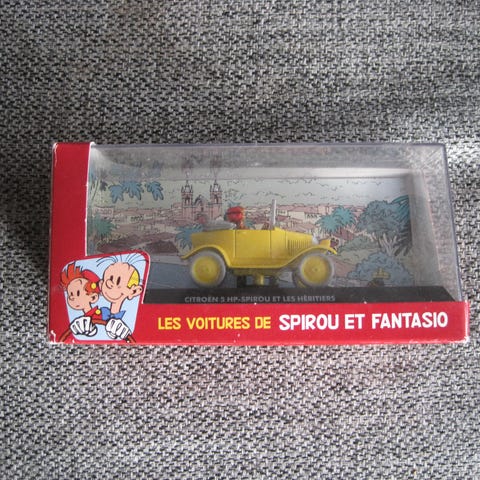 CITROËN 5 HP-SPIROU ET LES HÉRITIERS
LES VOITURES DE SPIROU ET FANTASIO